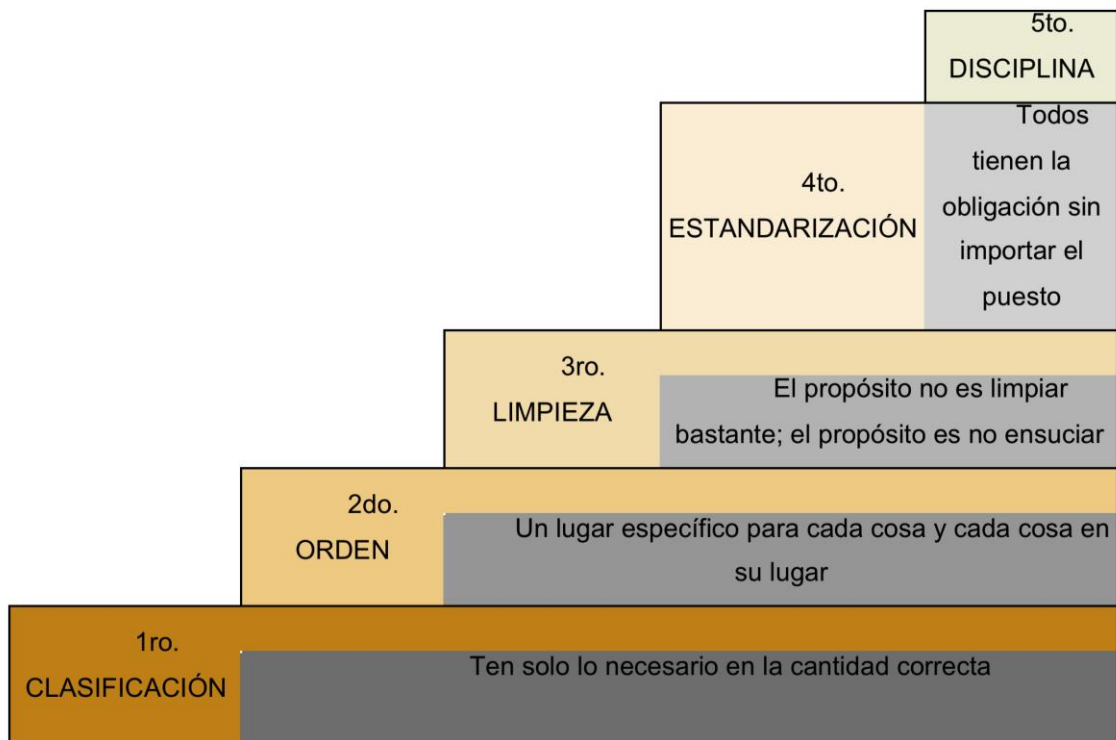 5to.
DISCIPLINA
Todos
tienen la
obligación sin
importar el
puesto
4to.
ESTANDARIZACIÓN
3ro.
LIMPIEZA
El propósito no es limpiar
bastante; el propósito es no ensuciar
2do.
ORDEN
Un lugar específico para cada cosa y cada cosa en
su lugar
1ro.
CLASIFICACIÓN
Ten solo lo necesario en la cantidad correcta